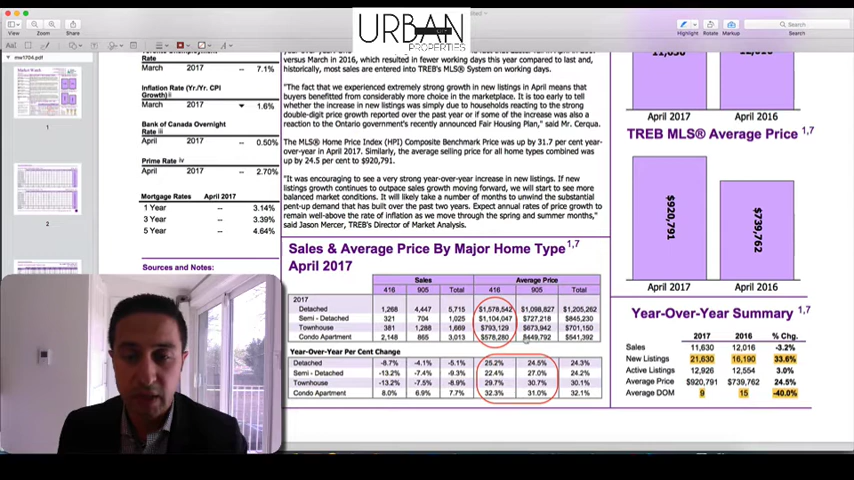 URBAN
CITY
PROPERTIES
View
Zoom
Share
Highlight
Rotate
Markup
Search
mw1704.pdf
Rate
March 2017 -- 7.1%
Inflation Rate (Yr./Yr. CPI
Growth) ii
March 2017 1.6%
Bank of Canada Overnight
Rate iii
April 2017 -- 0.50%
Prime Rate iv
April 2017 -- 2.70%
Mortgage Rates April 2017
1 Year -- 3.14%
3 Year -- 3.39%
5 Year -- 4.64%
Sources and Notes:
versus March in 2016, which resulted in fewer working days this year compared to last and,
historically, most sales are entered into TREB's MLS® System on working days.
"The fact that we experienced extremely strong growth in new listings in April means that
buyers benefitted from considerably more choice in the marketplace. It is too early to tell
whether the increase in new listings was simply due to households reacting to the strong
double-digit price growth reported over the past year or if some of the increase was also a
reaction to the Ontario government's recently announced Fair Housing Plan," said Mr. Cerqua.
The MLS® Home Price Index (HPI) Composite Benchmark Price was up by 31.7 per cent year-
over-year in April 2017. Similarly, the average selling price for all home types combined was
up by 24.5 per cent to $920,791.
"It was encouraging to see a very strong year-over-year increase in new listings. If new
listings growth continues to outpace sales growth moving forward, we will start to see more
balanced market conditions. It will likely take a number of months to unwind the substantial
pent-up demand that has built over the past two years. Expect annual rates of price growth to
remain well-above the rate of inflation as we move through the spring and summer months,"
said Jason Mercer, TREB's Director of Market Analysis.
Sales & Average Price By Major Home Type1,7
April 2017
Sales Average Price
416 905 Total 416 905 Total
2017
Detached 1,268 4,447 5,715 $1,578,542 $1,098,827 $1,205,262
Semi - Detached 321 704 1,025 $1,104,047 $727,218 $845,230
Townhouse 381 1,288 1,669 $793,129 $673,942 $701,150
Condo Apartment 2,148 865 3,013 $578,280 $449,792 $541,392
Year-Over-Year Per Cent Change
Detached -8.7% -4.1% -5.1% 25.2% 24.5% 24.3%
Semi - Detached -13.2% -7.4% -9.3% 22.4% 27.0% 24.2%
Townhouse -13.2% -7.5% -8.9% 29.7% 30.7% 30.1%
Condo Apartment 8.0% 6.9% 7.7% 32.3% 31.0% 32.1%
April 2017 April 2016
TREB MLS® Average Price 1,7
$920,791
$739,762
April 2017 April 2016
Year-Over-Year Summary 1,7
2017 2016 % Chg.
Sales 11,630 12,016 -3.2%
New Listings 21,630 16,190 33.6%
Active Listings 12,926 12,554 3.0%
Average Price $920,791 $739,762 24.5%
Average DOM 9 15 -40.0%